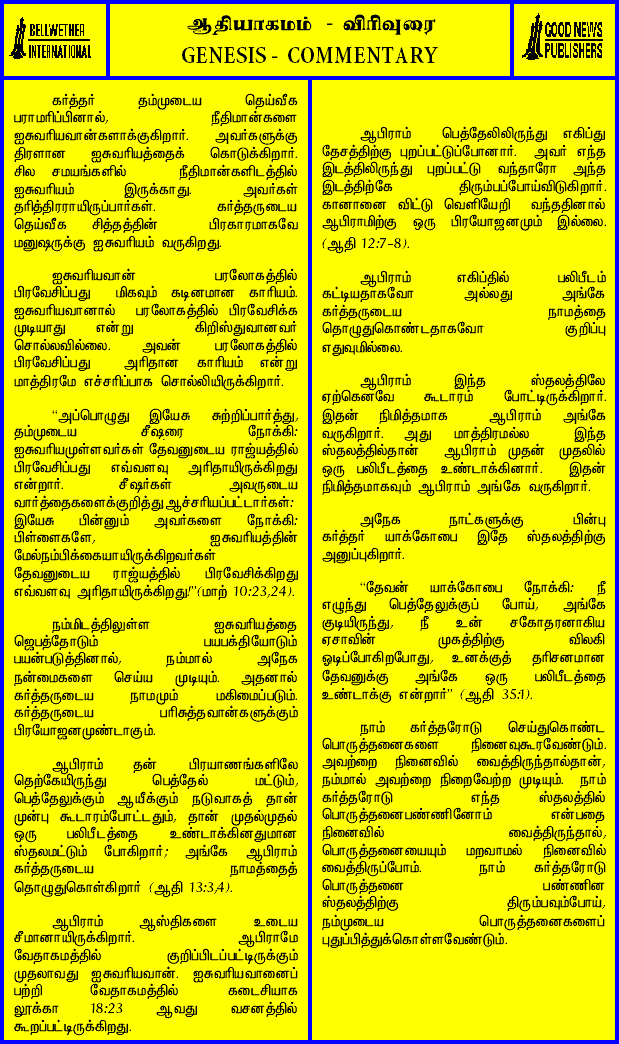 BELLWETHER
INTERNATIONAL
ஆதியாகமம் - விரிவுரை
GENESIS - COMMENTARY
GOOD NEWS
PUBLISHERS
கர்த்தர் தம்முடைய தெய்வீக
பராமரிப்பினால், நீதிமான்களை
ஐசுவரியவான்களாக்குகிறார். அவர்களுக்கு
திரளான ஐசுவரியத்தைக் கொடுக்கிறார்.
சில சமயங்களில் நீதிமான்களிடத்தில்
ஐசுவரியம் இருக்காது. அவர்கள்
தரித்திரராயிருப்பார்கள். கர்த்தருடைய
தெய்வீக சித்தத்தின் பிரகாரமாகவே
மனுஷருக்கு ஐசுவரியம் வருகிறது.
ஐசுவரியவான் பரலோகத்தில்
பிரவேசிப்பது மிகவும் கடினமான காரியம்.
ஐசுவரியவானால் பரலோகத்தில் பிரவேசிக்க
முடியாது என்று கிறிஸ்துவானவர்
சொல்லவில்லை. அவன் பரலோகத்தில்
பிரவேசிப்பது அரிதான காரியம் என்று
மாத்திரமே எச்சரிப்பாக சொல்லியிருக்கிறார்.
“அப்பொழுது இயேசு சுற்றிப்பார்த்து,
தம்முடைய சீஷரை நோக்கி:
ஐசுவரியமுள்ளவர்கள் தேவனுடைய ராஜ்யத்தில்
பிரவேசிப்பது எவ்வளவு அரிதாயிருக்கிறது
என்றார். சீஷர்கள் அவருடைய
வார்த்தைகளைக்குறித்து ஆச்சரியப்பட்டார்கள்:
இயேசு பின்னும் அவர்களை நோக்கி:
பிள்ளைகளே, ஐசுவரியத்தின்
மேல்நம்பிக்கையாயிருக்கிறவர்கள்
தேவனுடைய ராஜ்யத்தில் பிரவேசிக்கிறது
எவ்வளவு அரிதாயிருக்கிறது!”(மாற் 10:23,24).
நம்மிடத்திலுள்ள ஐசுவரியத்தை
ஜெபத்தோடும் பயபக்தியோடும்
பயன்படுத்தினால், நம்மால் அநேக
நன்மைகளை செய்ய முடியும். அதனால்
கர்த்தருடைய நாமமும் மகிமைப்படும்.
கர்த்தருடைய பரிசுத்தவான்களுக்கும்
பிரயோஜனமுண்டாகும்.
ஆபிராம் தன் பிரயாணங்களிலே
தெற்கேயிருந்து பெத்தேல் மட்டும்,
பெத்தேலுக்கும் ஆயீக்கும் நடுவாகத் தான்
முன்பு கூடாரம்போட்டதும், தான் முதல்முதல்
ஒரு பலிபீடத்தை உண்டாக்கினதுமான
ஸ்தலமட்டும் போகிறார்; அங்கே ஆபிராம்
கர்த்தருடைய நாமத்தைத்
தொழுதுகொள்கிறார் (ஆதி 13:3,4).
ஆபிராம் ஆஸ்திகளை உடைய
சீமானாயிருக்கிறார். ஆபிராமே
வேதாகமத்தில் குறிப்பிடப்பட்டிருக்கும்
முதலாவது ஐசுவரியவான். ஐசுவரியவானைப்
பற்றி வேதாகமத்தில் கடைசியாக
லூக்கா 18:23 ஆவது வசனத்தில்
கூறப்பட்டிருக்கிறது.
ஆபிராம் பெத்தேலிலிருந்து எகிப்து
தேசத்திற்கு புறப்பட்டுப்போனார். அவர் எந்த
இடத்திலிருந்து புறப்பட்டு வந்தாரோ அந்த
இடத்திற்கே திரும்பப்போய்விடுகிறார்.
கானானை விட்டு வெளியேறி வந்ததினால்
ஆபிராமிற்கு ஒரு பிரயோஜனமும் இல்லை.
(ஆதி 12:7-8).
ஆபிராம் எகிப்தில் பலிபீடம்
கட்டியதாகவோ அல்லது அங்கே
கர்த்தருடைய நாமத்தை
தொழுதுகொண்டதாகவோ குறிப்பு
எதுவுமில்லை.
ஆபிராம் இந்த ஸ்தலத்திலே
ஏற்கெனவே கூடாரம் போட்டிருக்கிறார்.
இதன் நிமித்தமாக ஆபிராம் அங்கே
வருகிறார். அது மாத்திரமல்ல இந்த
ஸ்தலத்தில்தான் ஆபிராம் முதன் முதலில்
ஒரு பலிபீடத்தை உண்டாக்கினார். இதன்
நிமித்தமாகவும் ஆபிராம் அங்கே வருகிறார்.
அநேக நாட்களுக்கு பின்பு
கர்த்தர் யாக்கோபை இதே ஸ்தலத்திற்கு
அனுப்புகிறார்.
“தேவன் யாக்கோபை நோக்கி: நீ
எழுந்து பெத்தேலுக்குப் போய், அங்கே
குடியிருந்து, நீ உன் சகோதரனாகிய
ஏசாவின் முகத்திற்கு விலகி
ஓடிப்போகிறபோது, உனக்குத் தரிசனமான
தேவனுக்கு அங்கே ஒரு பலிபீடத்தை
உண்டாக்கு என்றார்” (ஆதி 35:1).
நாம் கர்த்தரோடு செய்துகொண்ட
பொருத்தனைகளை நினைவுகூரவேண்டும்.
அவற்றை நினைவில் வைத்திருந்தால்தான்,
நம்மால் அவற்றை நிறைவேற்ற முடியும். நாம்
கர்த்தரோடு எந்த ஸ்தலத்தில்
பொருத்தனைபண்ணினோம் என்பதை
நினைவில் வைத்திருந்தால்,
பொருத்தனையையும் மறவாமல் நினைவில்
வைத்திருப்போம். நாம் கர்த்தரோடு
பொருத்தனை பண்ணின
ஸ்தலத்திற்கு திரும்பவும்போய்,
நம்முடைய பொருத்தனைகளைப்
புதுப்பித்துக்கொள்ளவேண்டும்.